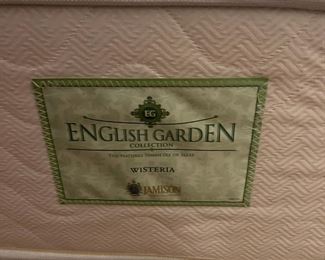 EG
ENGLISH GARDEN
COLLECTION
WISTERIA
JAMISON